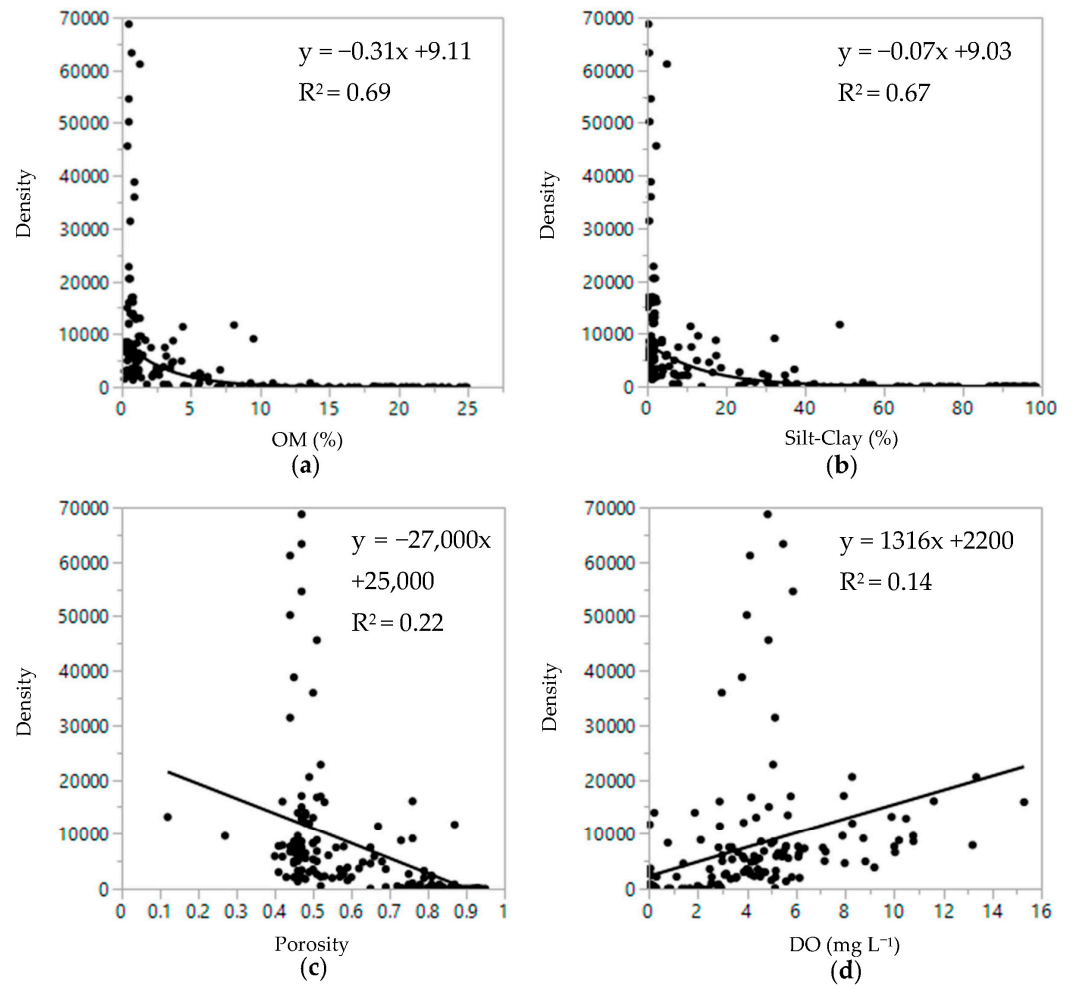 70000
60000
50000
40000
30000
20000
10000
0
Density
y = −0.31x +9.11
R² = 0.69
0 5 10 15 20 25
OM (%)
(a)
70000
60000
50000
40000
30000
20000
10000
0
Density
y = −0.07x +9.03
R² = 0.67
0 20 40 60 80 100
Silt-Clay (%)
(b)
70000
60000
50000
40000
30000
20000
10000
0
Density
y = −27,000x
+25,000
R² = 0.22
0 0.1 0.2 0.3 0.4 0.5 0.6 0.7 0.8 0.9 1
Porosity
(c)
70000
60000
50000
40000
30000
20000
10000
0
Density
y = 1316x +2200
R² = 0.14
0 2 4 6 8 10 12 14 16
DO (mg L⁻¹)
(d)